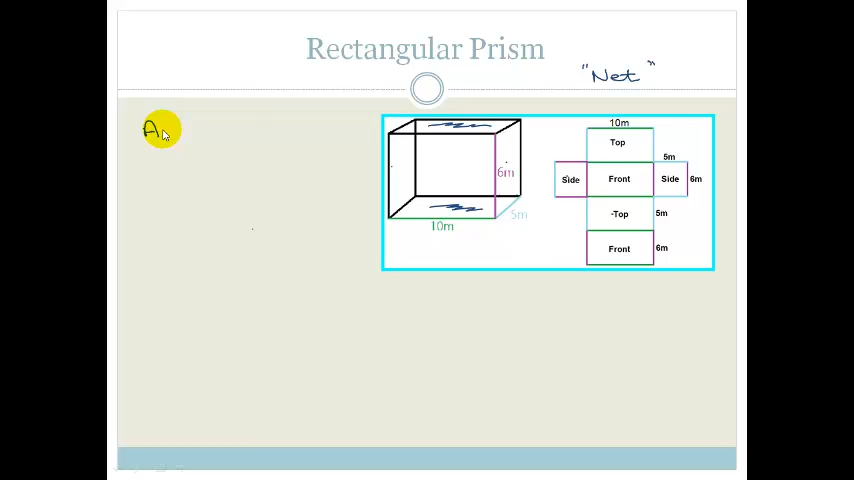 Rectangular Prism
"Net"
A
10m
Top
5m
Side
Front
Side
6m
-Top
5m
Front
6m
6m
5m
10m